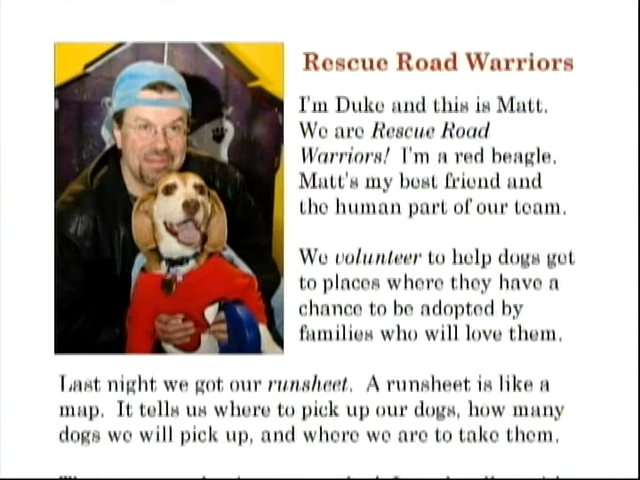 Rescue Road Warriors
I'm Duke and this is Matt.
We are Rescue Road
Warriors! I'm a red beagle.
Matt's my best friend and
the human part of our team.
We volunteer to help dogs get
to places where they have a
chance to be adopted by
families who will love them.
Last night we got our runsheet. A runsheet is like a
map. It tells us where to pick up our dogs, how many
dogs we will pick up, and where we are to take them.